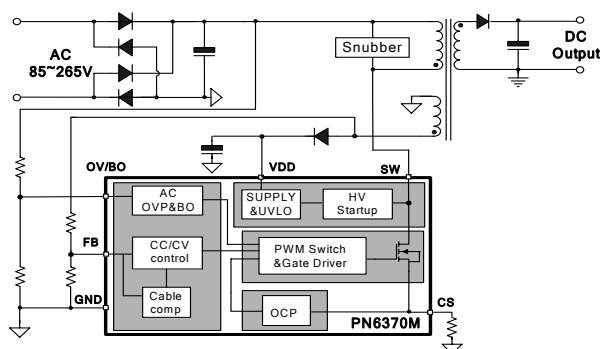 AC
85~265V
Snubber
DC
Output
OV/BO
VDD
SW
AC
OVP&BO
SUPPLY
&UVLO
HV
Startup
FB
CC/CV
control
PWM Switch
&Gate Driver
Cable
comp
GND
OCP
CS
PN6370M